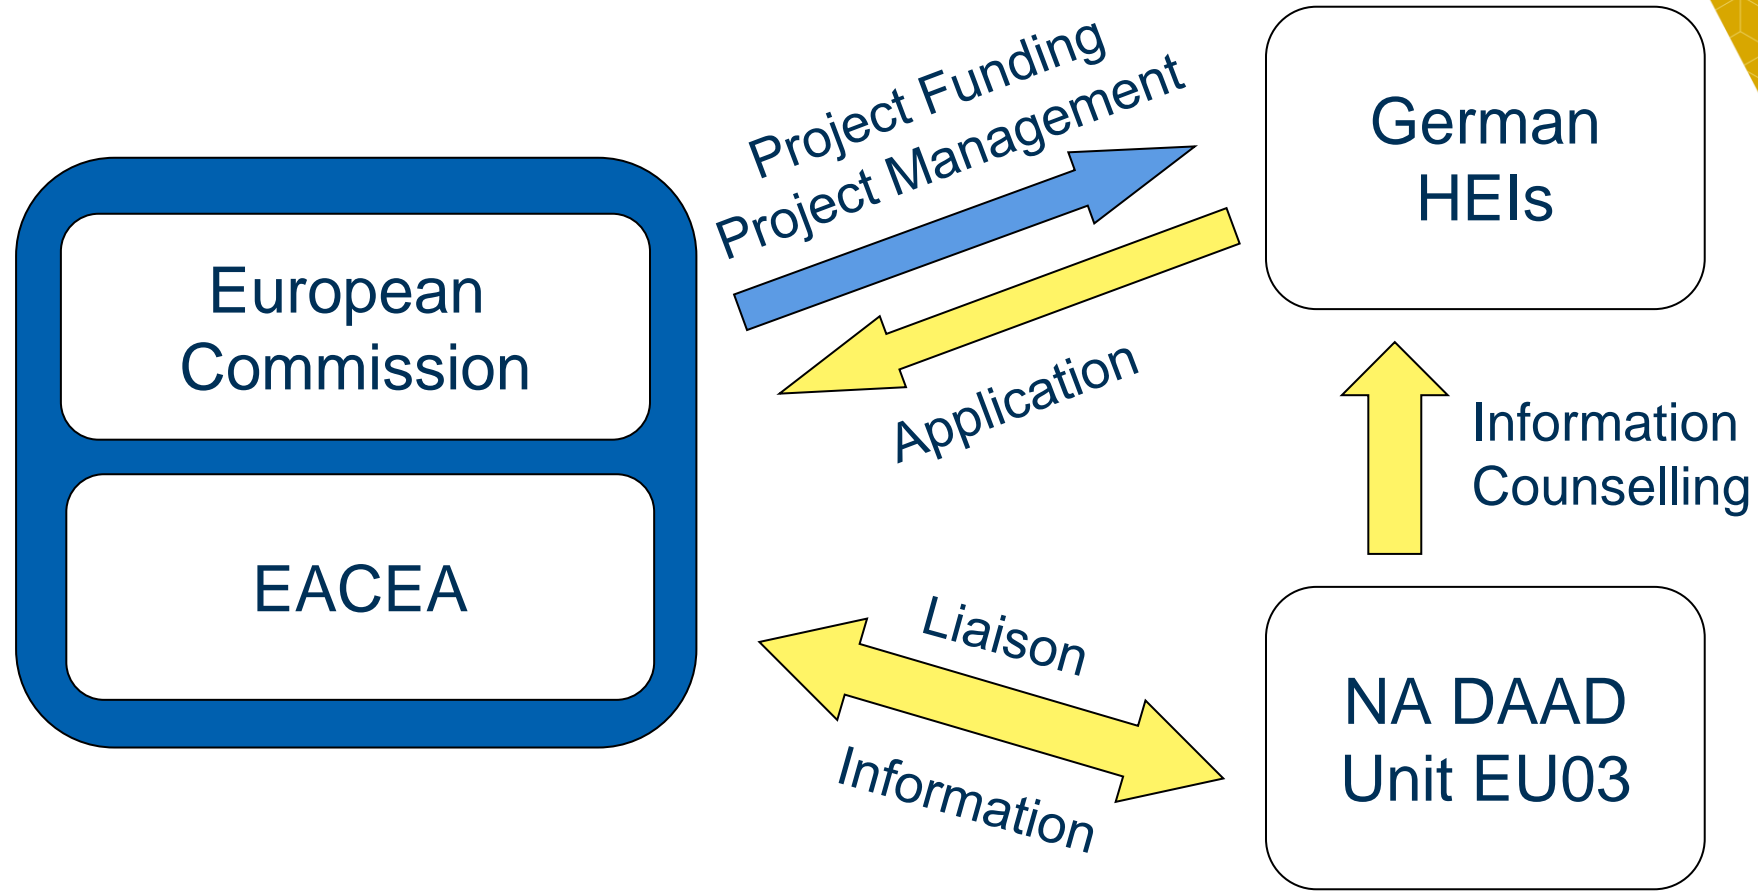 European
Commission
EACEA
Project Funding
Project Management
Application
Liaison
Information
German
HEIs
Information
Counselling
NA DAAD
Unit EU03